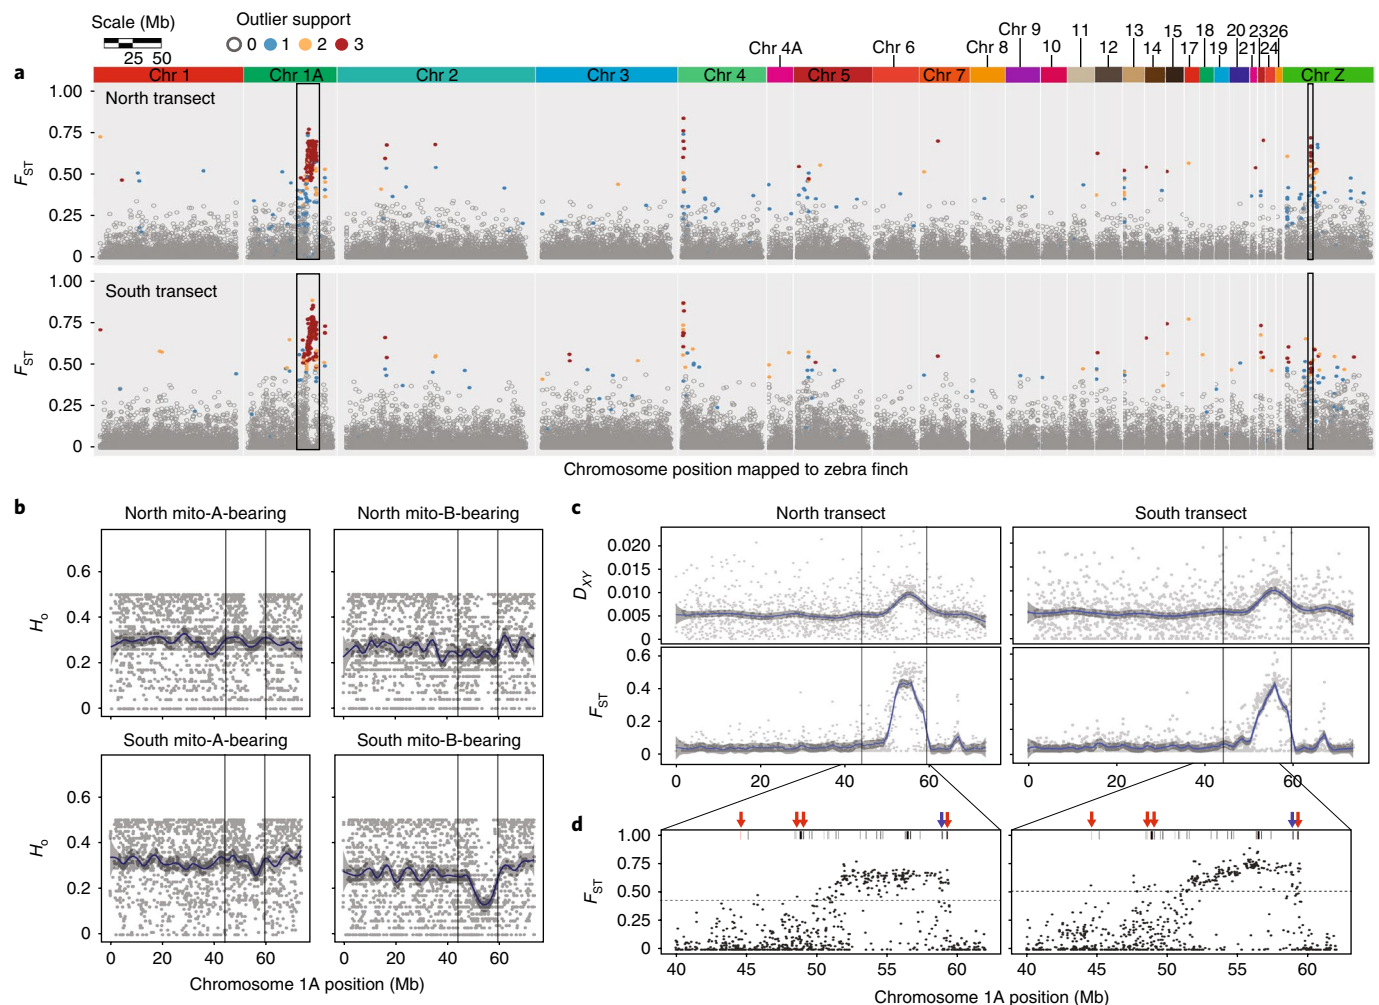 Scale (Mb)
25 50
Outlier support
0 1 2 3
a
Chr 1 Chr 1A Chr 2 Chr 3 Chr 4 Chr 4A Chr 5 Chr 6 Chr 7 Chr 8 Chr 9 10 11 12 13 14 15 17 18 19 20 21 23 24 26 Chr Z
North transect
1.00
0.75
0.50
0.25
0
FST
South transect
1.00
0.75
0.50
0.25
0
FST
Chromosome position mapped to zebra finch
b
North mito-A-bearing North mito-B-bearing
0.6
0.4
0.2
0
Ho
0 20 40 60 0 20 40 60
South mito-A-bearing South mito-B-bearing
0.6
0.4
0.2
0
Ho
0 20 40 60 0 20 40 60
Chromosome 1A position (Mb)
c
North transect South transect
0.020
0.015
0.010
0.005
0
DXY
0.6
0.4
0.2
0
FST
0 20 40 60 0 20 40 60
d
1.00
0.75
0.50
0.25
0
FST
40 45 50 55 60 40 45 50 55 60
Chromosome 1A position (Mb)